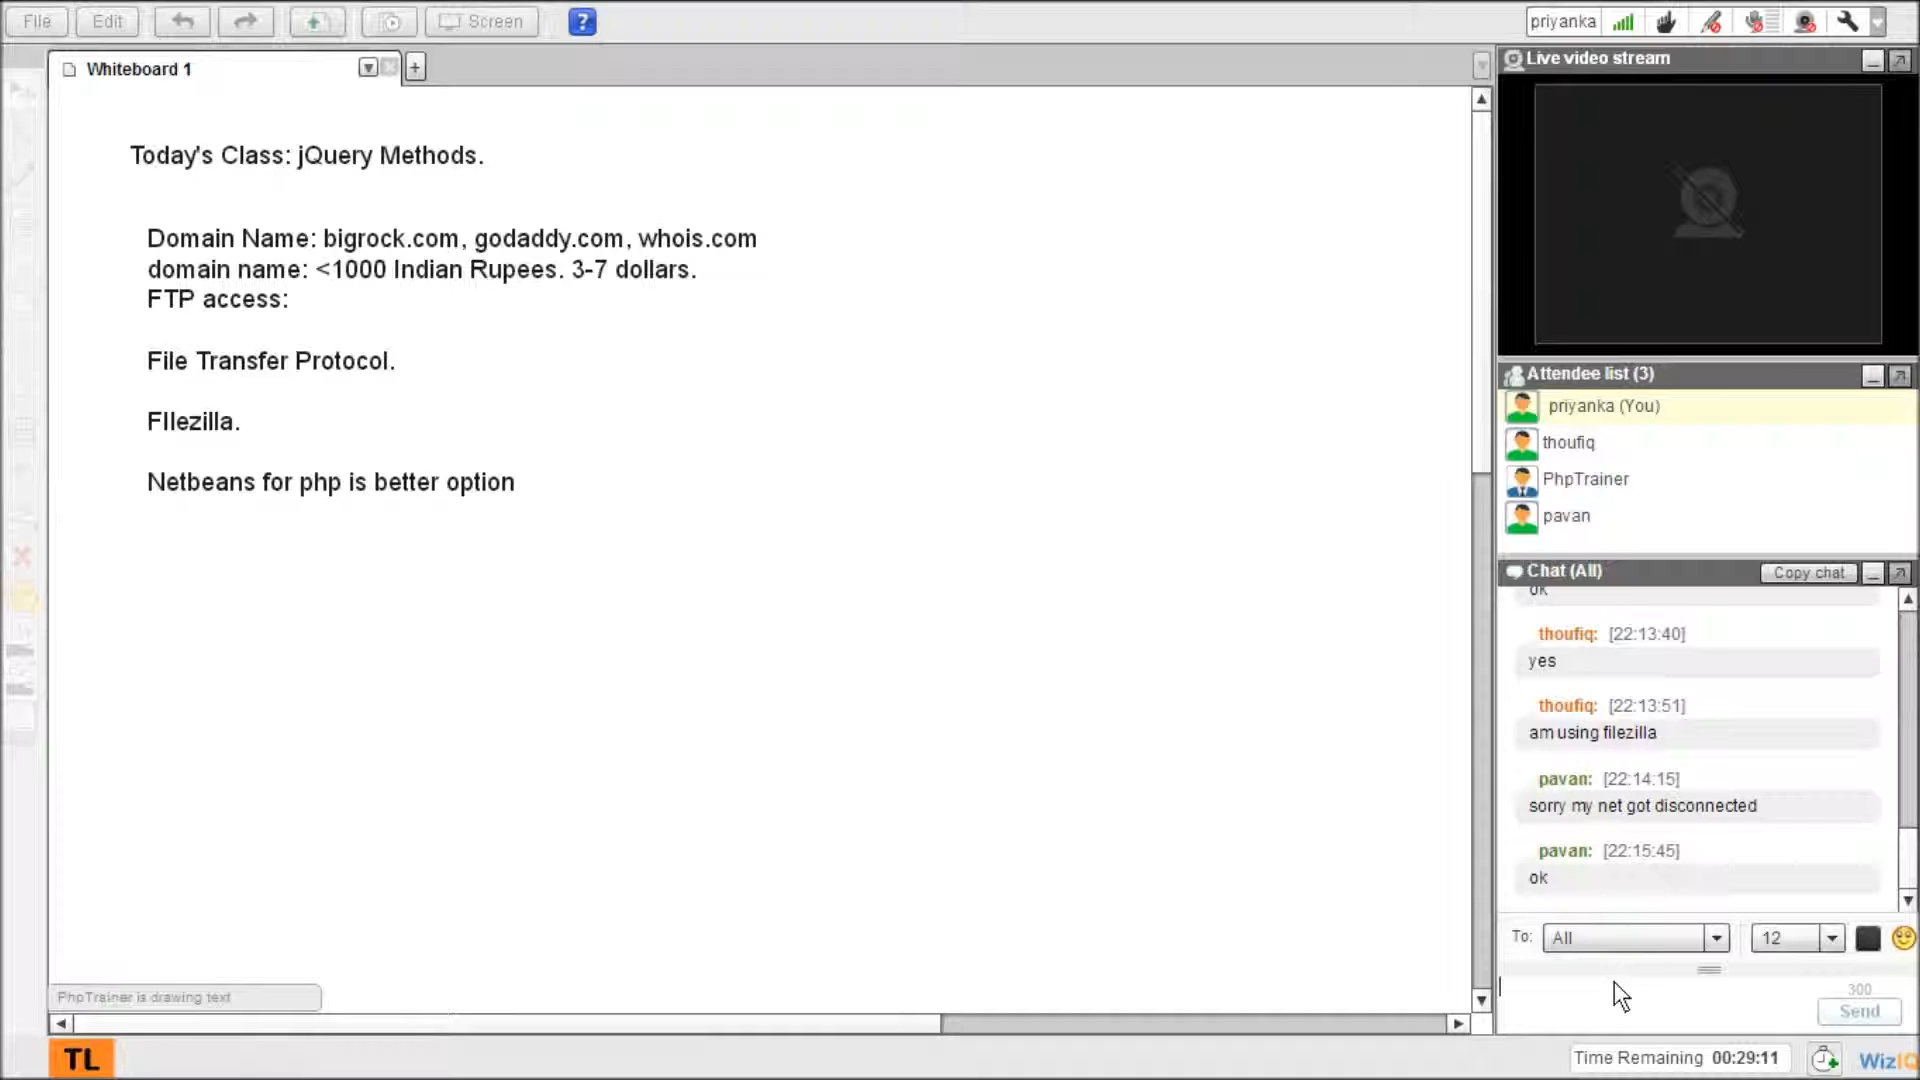 File Edit Screen ? priyanka
Whiteboard 1 +
Today's Class: jQuery Methods.
Domain Name: bigrock.com, godaddy.com, whois.com
domain name: <1000 Indian Rupees. 3-7 dollars.
FTP access:
File Transfer Protocol.
FIlezilla.
Netbeans for php is better option
PhpTrainer is drawing text
Live video stream
Attendee list (3)
priyanka (You)
thoufiq
PhpTrainer
pavan
Chat (All) Copy chat
ok
thoufiq: [22:13:40]
yes
thoufiq: [22:13:51]
am using filezilla
pavan: [22:14:15]
sorry my net got disconnected
pavan: [22:15:45]
ok
To: All 12
300
Send
TL
Time Remaining 00:29:11
WizIQ